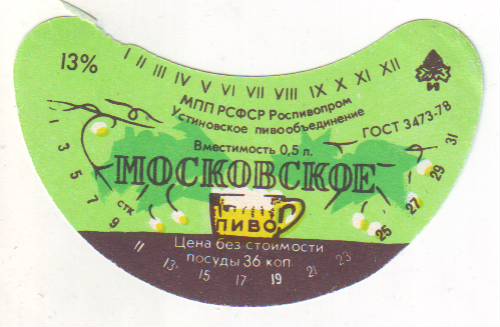 13%
I II III IV V VI VII VIII IX X XI XII
МПП РСФСР Роспивопром
Устиновское пивообъединение
ГОСТ 3473-78
И
Вместимость 0,5 л.
МОСКОВСКОЕ
ПИВО
Цена без стоимости
посуды 36 коп.
стк
1 3 5 7 9 11 13 15 17 19 21 23 25 27 29 31